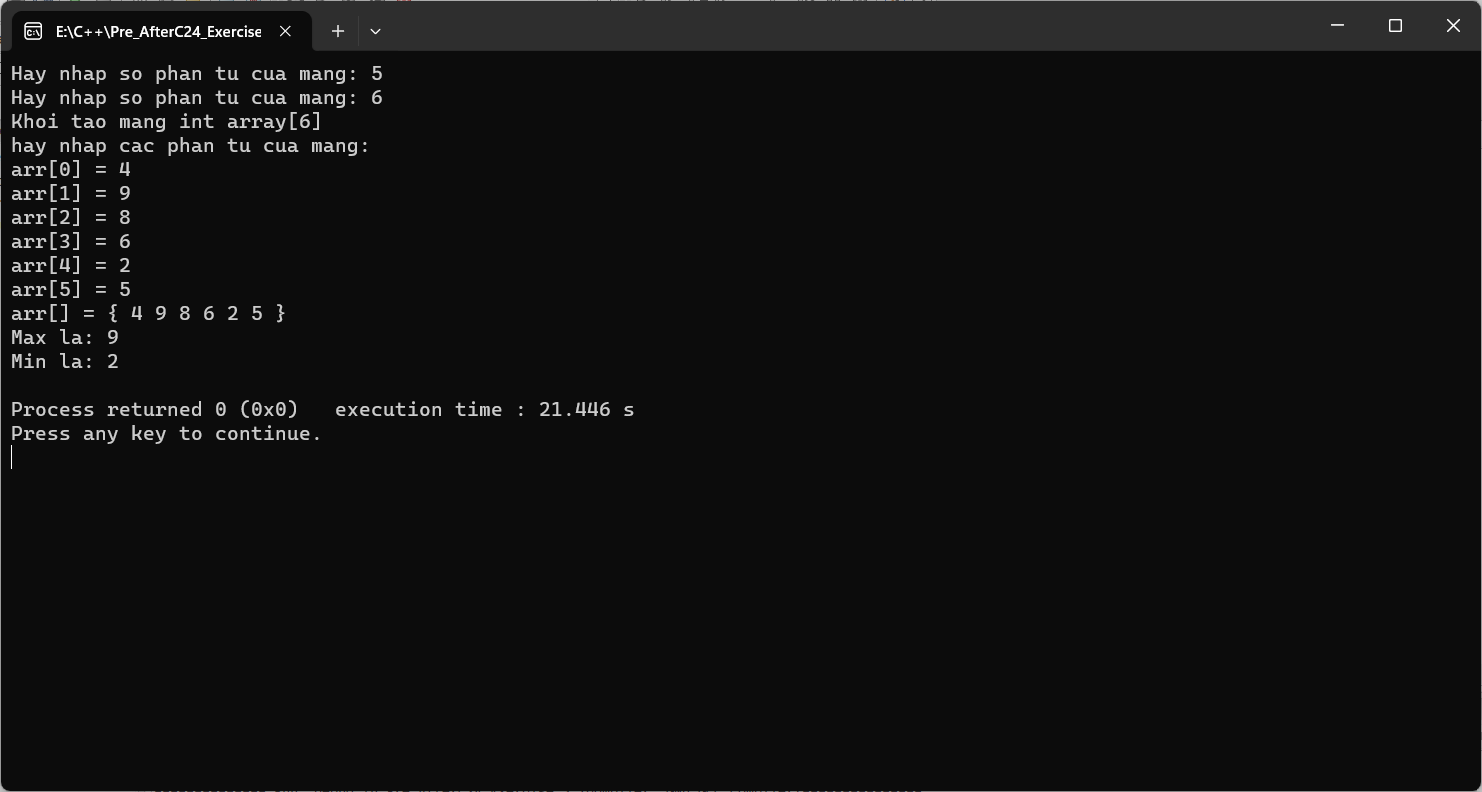 E:\C++\Pre_AfterC24_Exercise
Hay nhap so phan tu cua mang: 5
Hay nhap so phan tu cua mang: 6
Khoi tao mang int array[6]
hay nhap cac phan tu cua mang:
arr[0] = 4
arr[1] = 9
arr[2] = 8
arr[3] = 6
arr[4] = 2
arr[5] = 5
arr[] = { 4 9 8 6 2 5 }
Max la: 9
Min la: 2
Process returned 0 (0x0)   execution time : 21.446 s
Press any key to continue.